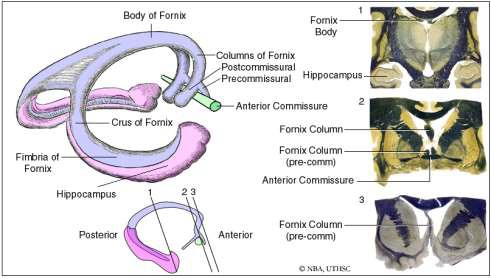 Body of Fornix
Columns of Fornix
Postcommissural
Precommissural
Anterior Commissure
Crus of Fornix
Fimbria of
Fornix
Hippocampus
1
2 3
Posterior
Anterior
1
Fornix
Body
Hippocampus
2
Fornix Column
Fornix Column
(pre-comm)
Anterior Commissure
3
Fornix Column
(pre-comm)
© NBA, UTHSC